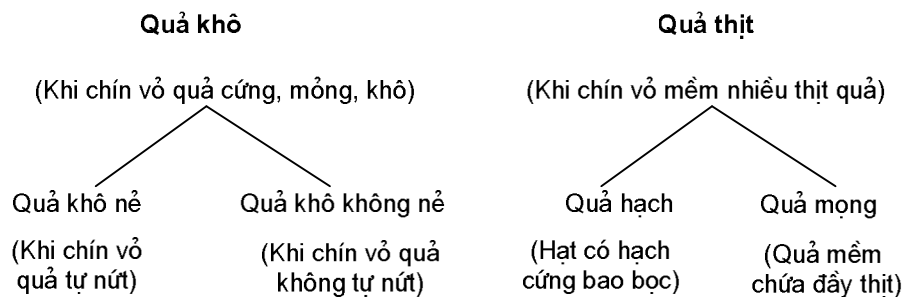 Quả khô
Quả thịt
(Khi chín vỏ quả cứng, mỏng, khô)
(Khi chín vỏ mềm nhiều thịt quả)
Quả khô nẻ
Quả khô không nẻ
Quả hạch
Quả mọng
(Khi chín vỏ
quả tự nứt)
(Khi chín vỏ quả
không tự nứt)
(Hạt có hạch
cứng bao bọc)
(Quả mềm
chứa đầy thịt)